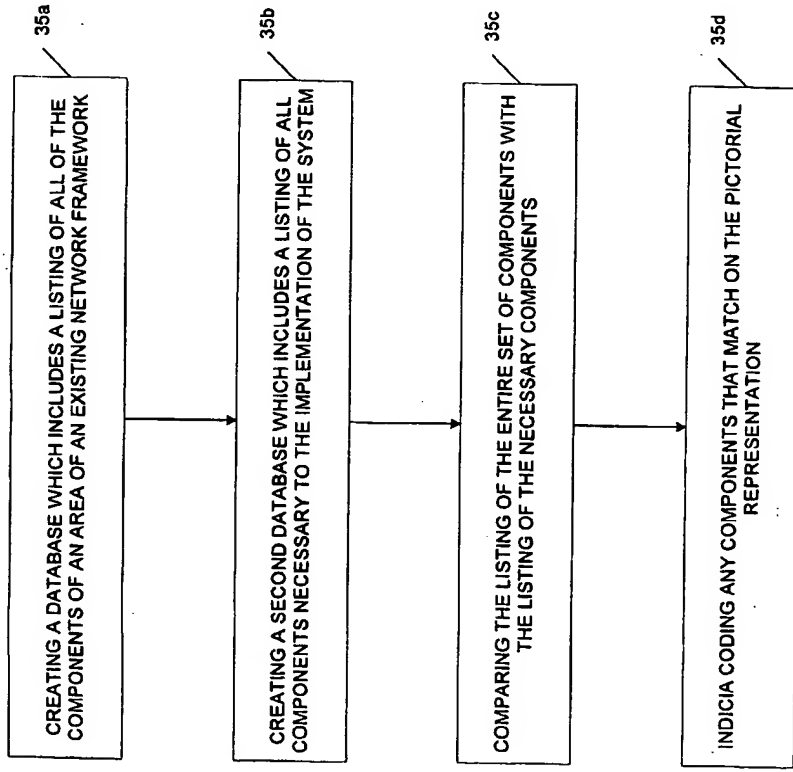 35a
CREATING A DATABASE WHICH INCLUDES A LISTING OF ALL OF THE
COMPONENTS OF AN AREA OF AN EXISTING NETWORK FRAMEWORK
35b
CREATING A SECOND DATABASE WHICH INCLUDES A LISTING OF ALL
COMPONENTS NECESSARY TO THE IMPLEMENTATION OF THE SYSTEM
35c
COMPARING THE LISTING OF THE ENTIRE SET OF COMPONENTS WITH
THE LISTING OF THE NECESSARY COMPONENTS
35d
INDICIA CODING ANY COMPONENTS THAT MATCH ON THE PICTORIAL
REPRESENTATION